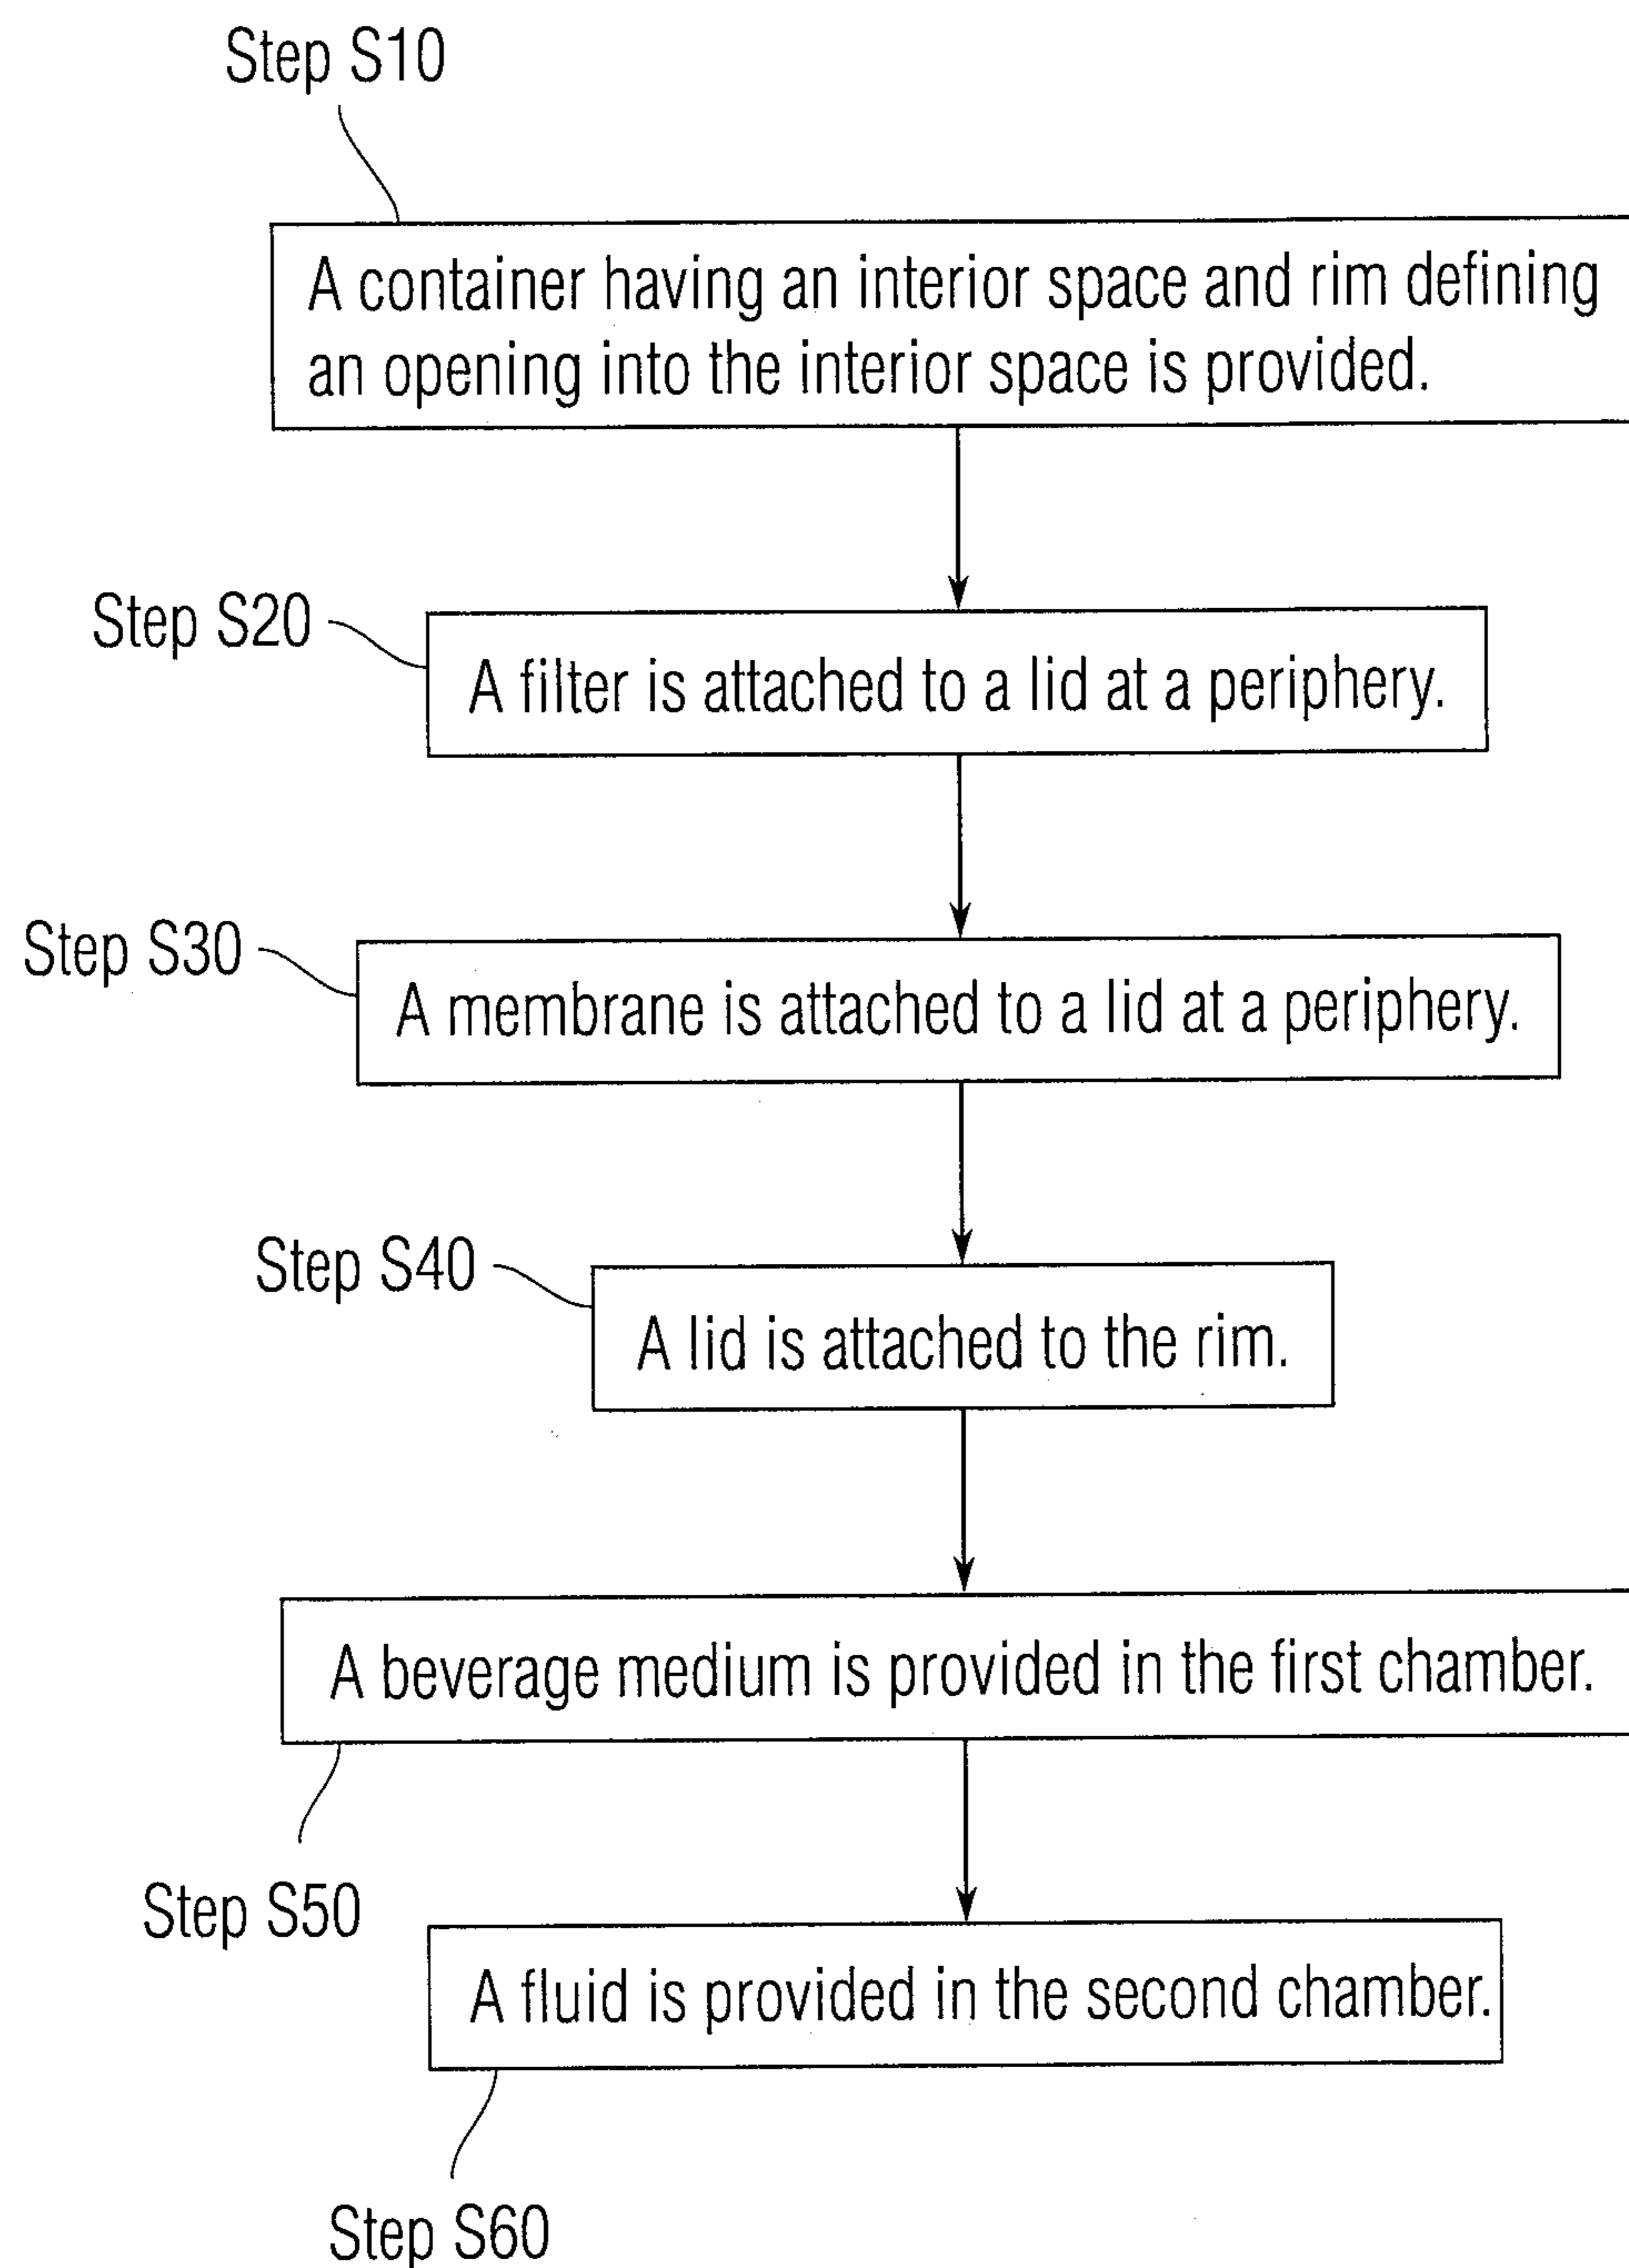 Step S10
A container having an interior space and rim defining
an opening into the interior space is provided.
Step S20
A filter is attached to a lid at a periphery.
Step S30
A membrane is attached to a lid at a periphery.
Step S40
A lid is attached to the rim.
A beverage medium is provided in the first chamber.
Step S50
A fluid is provided in the second chamber.
Step S60